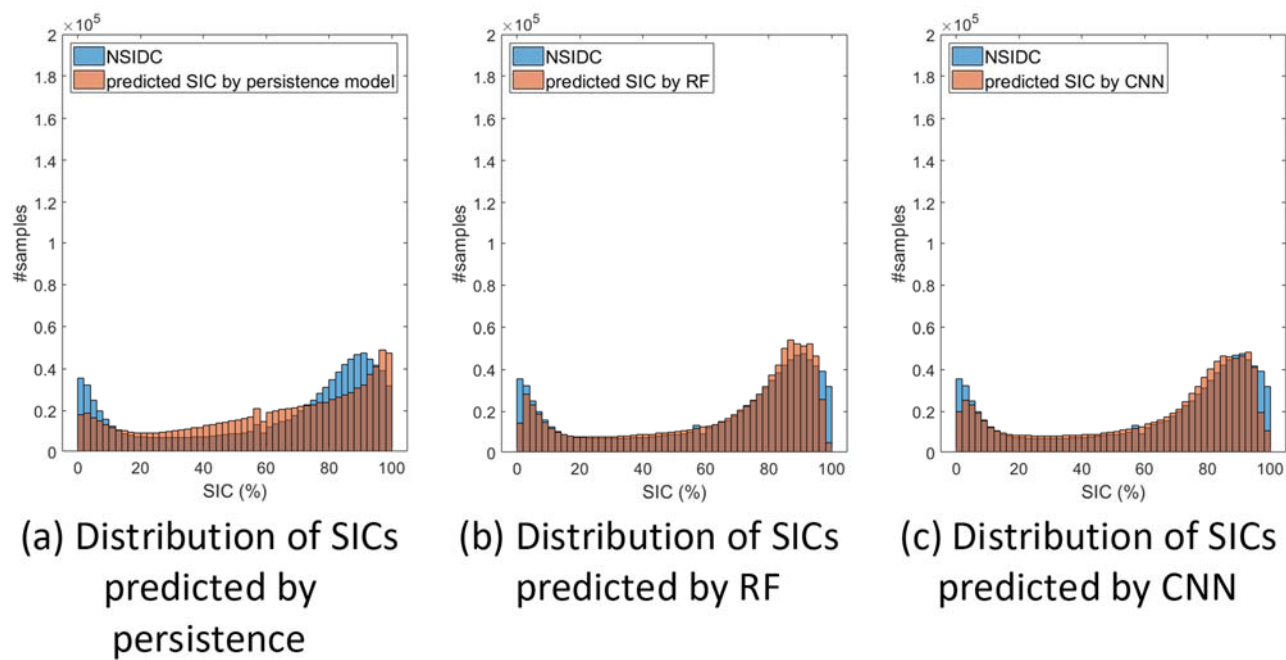 ×10⁵
2
1.8
1.6
1.4
1.2
1
0.8
0.6
0.4
0.2
0
#samples
NSIDC
predicted SIC by persistence model
0 20 40 60 80 100
SIC (%)
(a) Distribution of SICs
predicted by
persistence
×10⁵
2
1.8
1.6
1.4
1.2
1
0.8
0.6
0.4
0.2
0
#samples
NSIDC
predicted SIC by RF
0 20 40 60 80 100
SIC (%)
(b) Distribution of SICs
predicted by RF
×10⁵
2
1.8
1.6
1.4
1.2
1
0.8
0.6
0.4
0.2
0
#samples
NSIDC
predicted SIC by CNN
0 20 40 60 80 100
SIC (%)
(c) Distribution of SICs
predicted by CNN